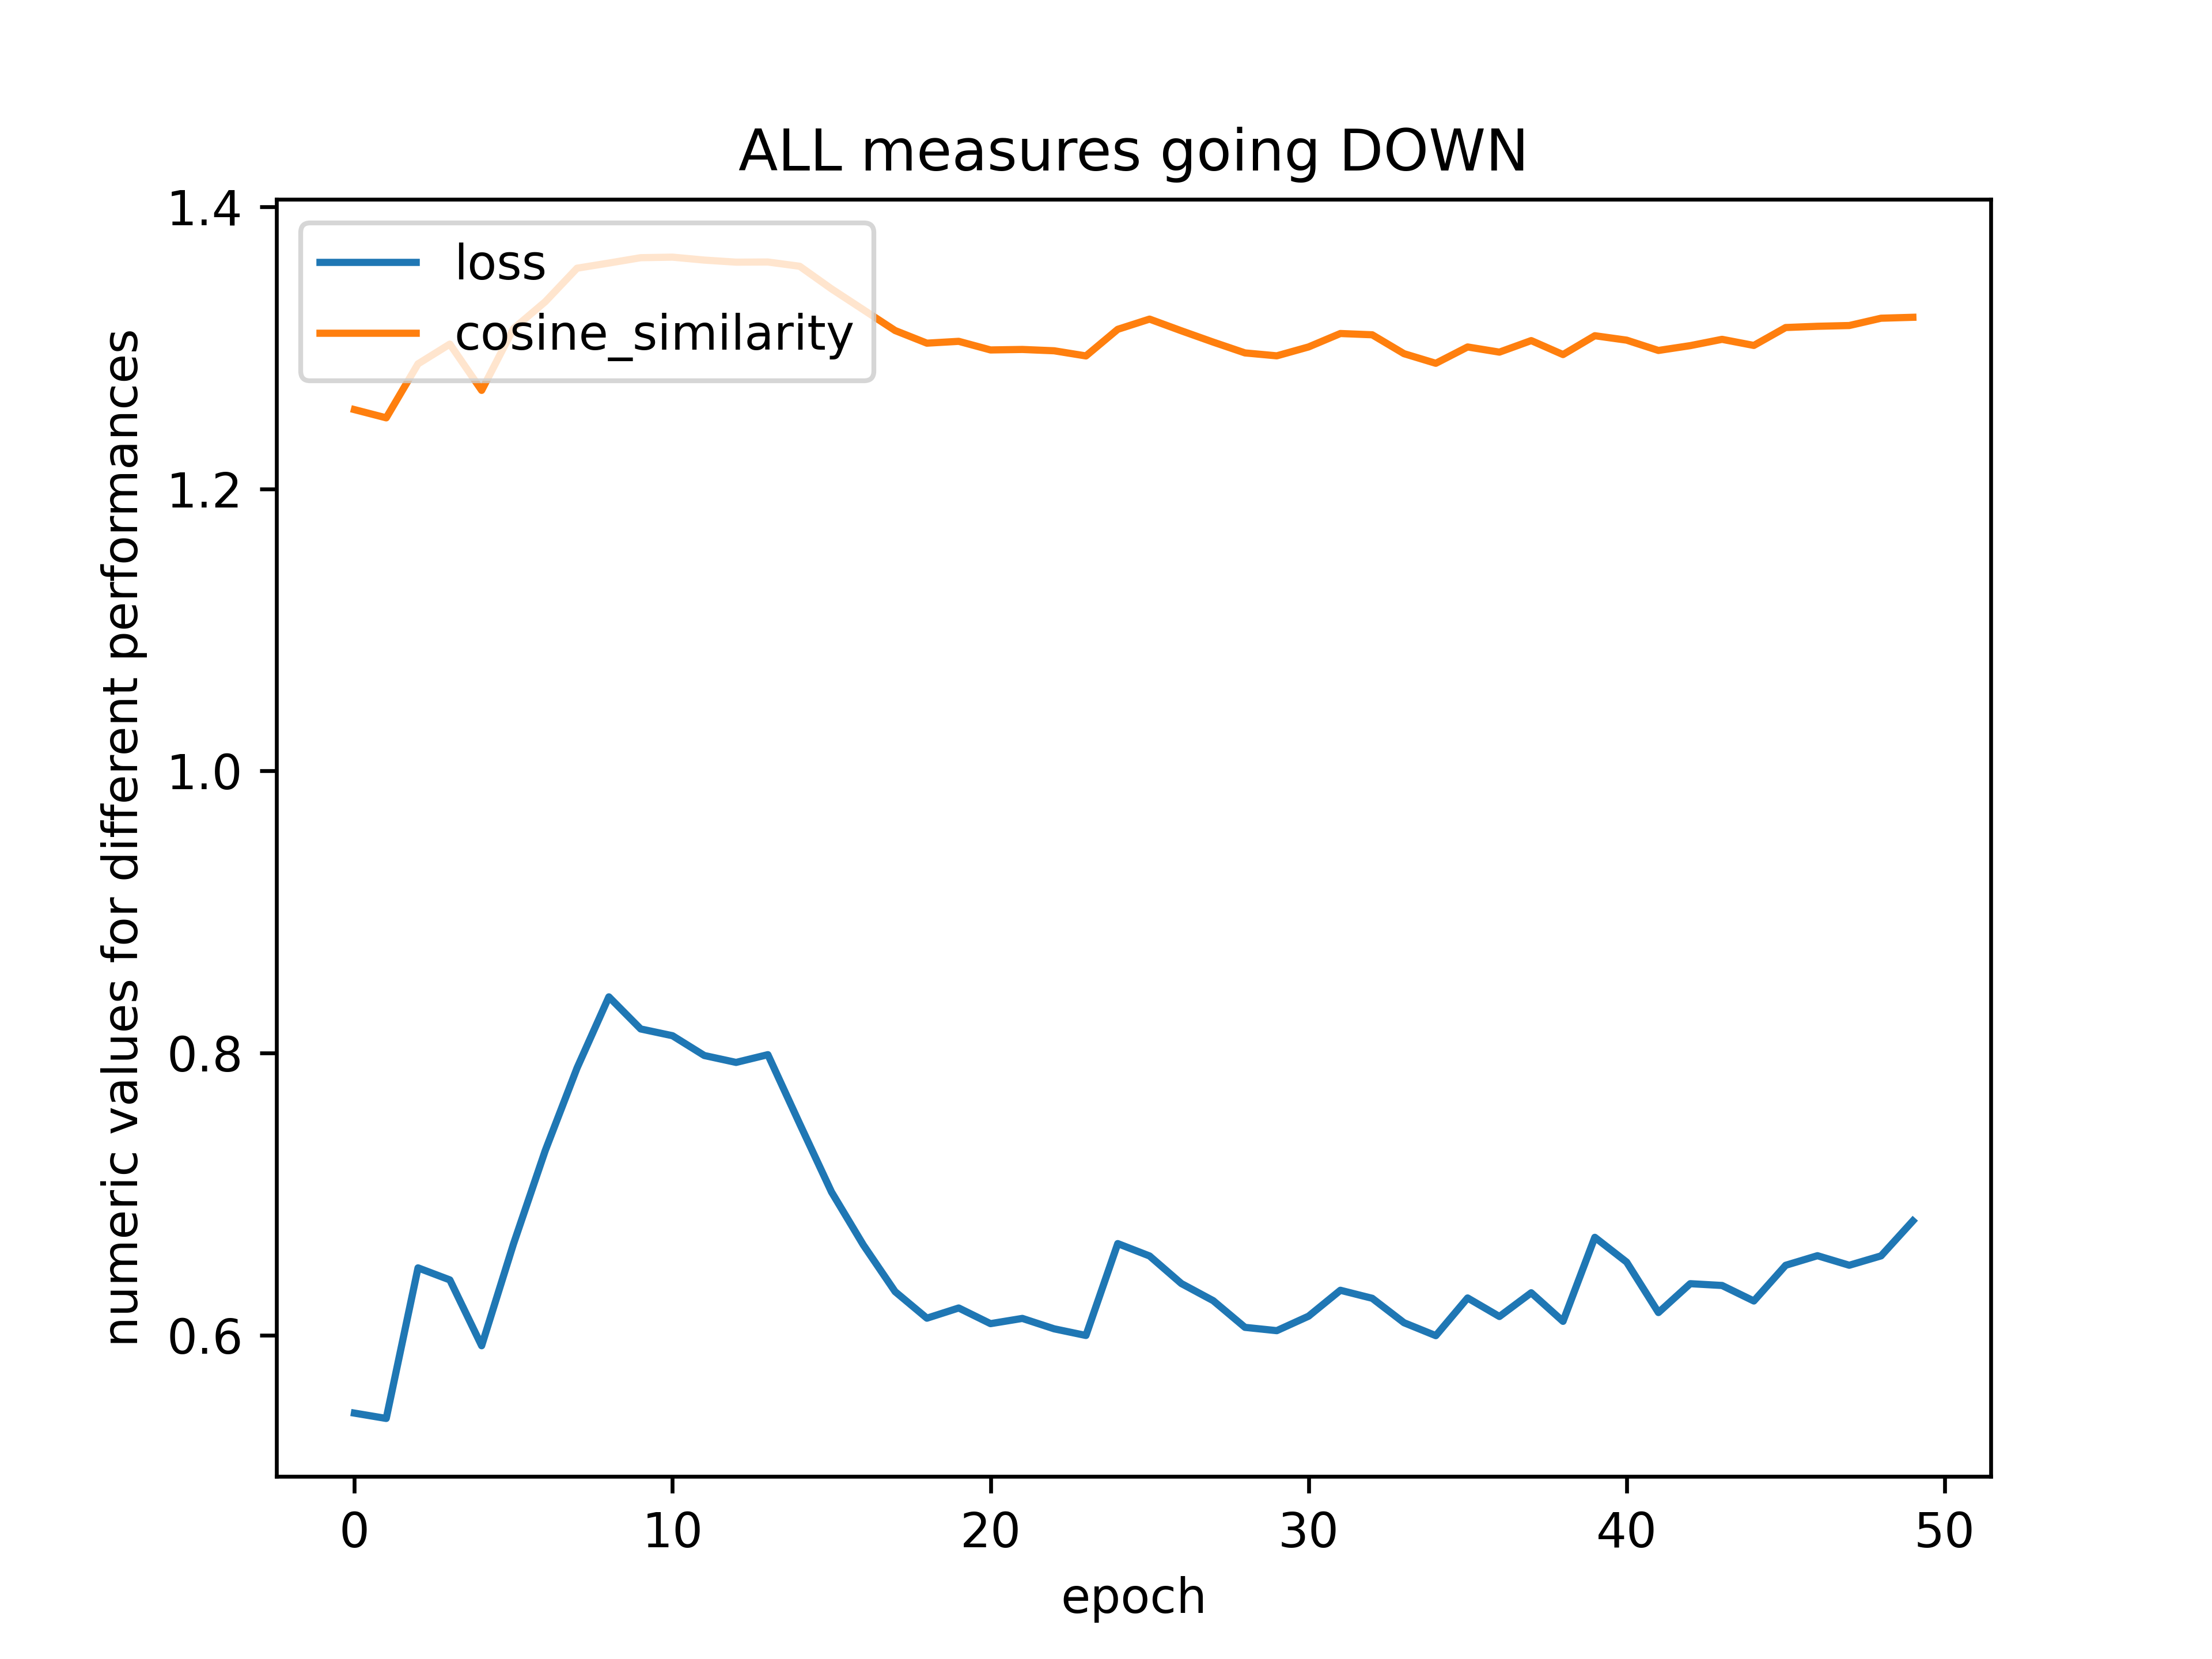 ALL measures going DOWN
loss
cosine_similarity
numeric values for different performances
1.4
1.2
1.0
0.8
0.6
0 10 20 30 40 50
epoch